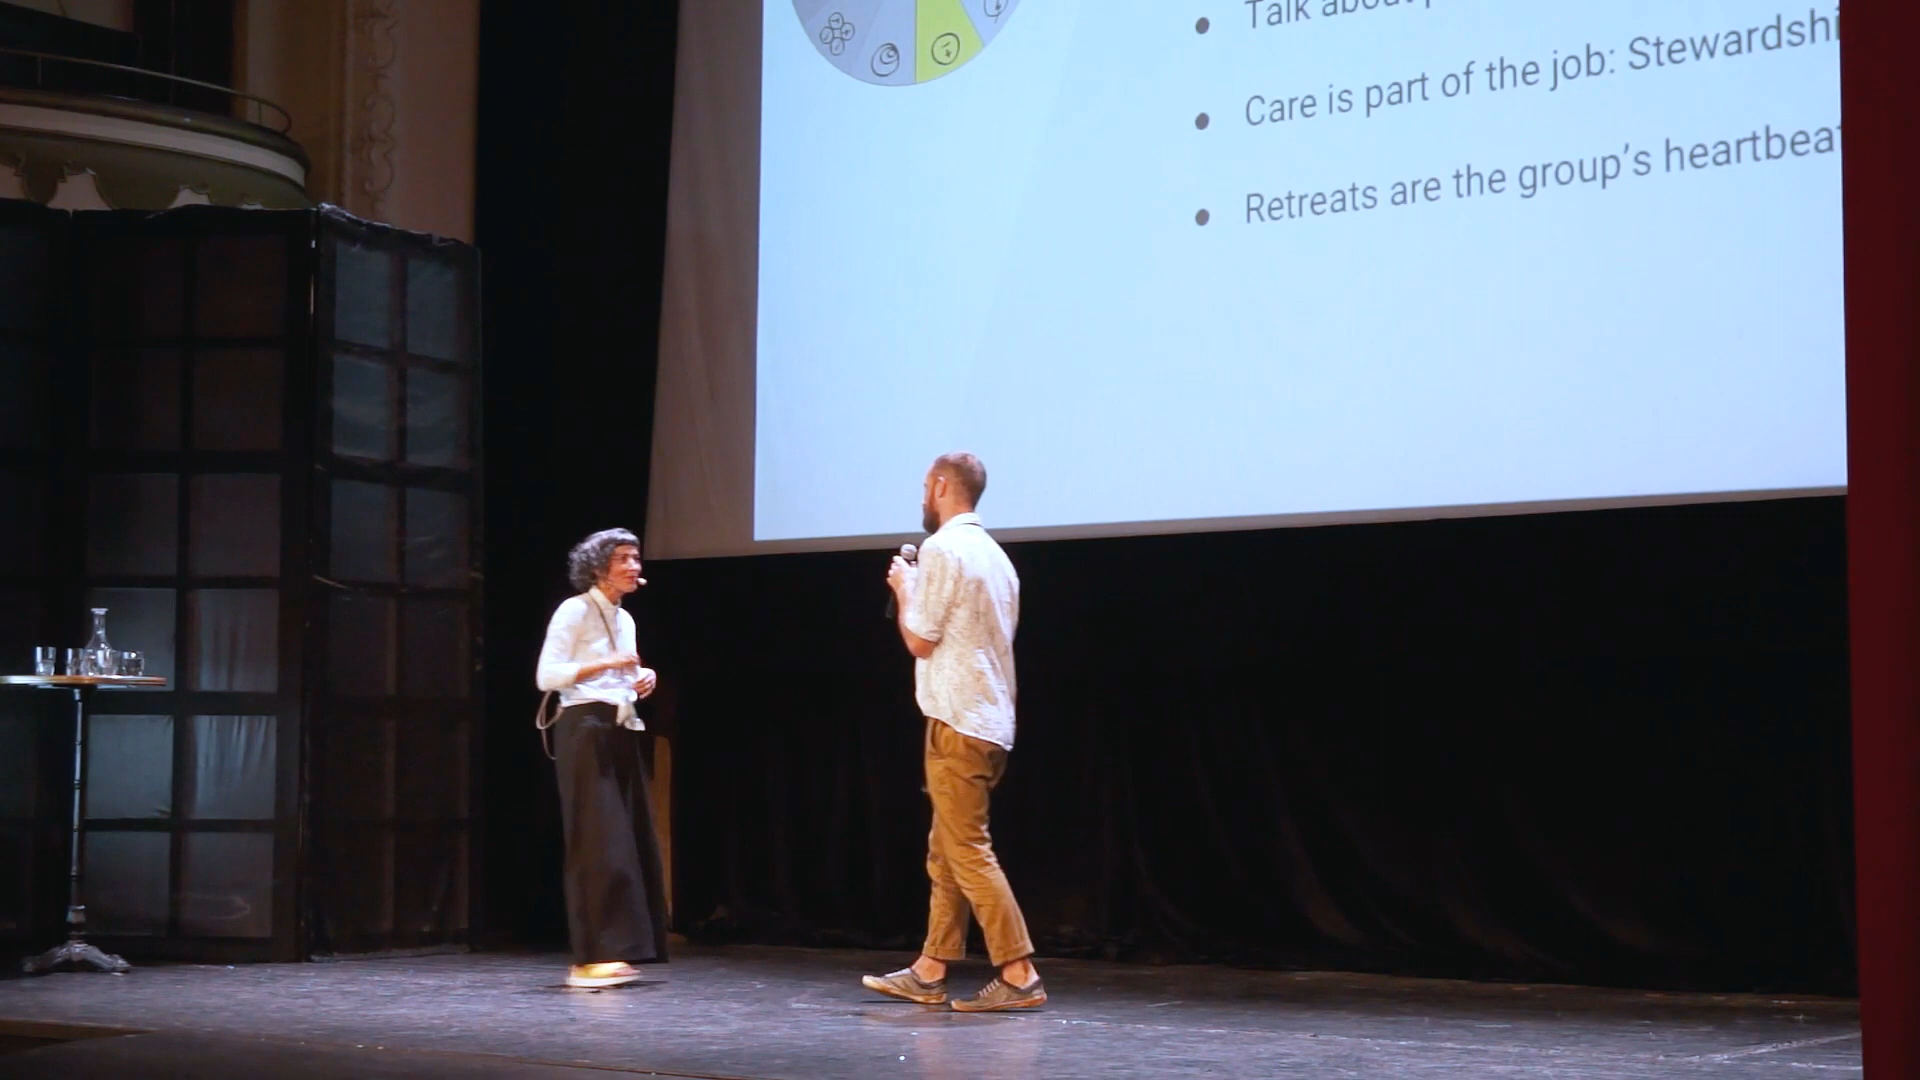 Talk about
Care is part of the job: Stewardshi
Retreats are the group's heartbeat